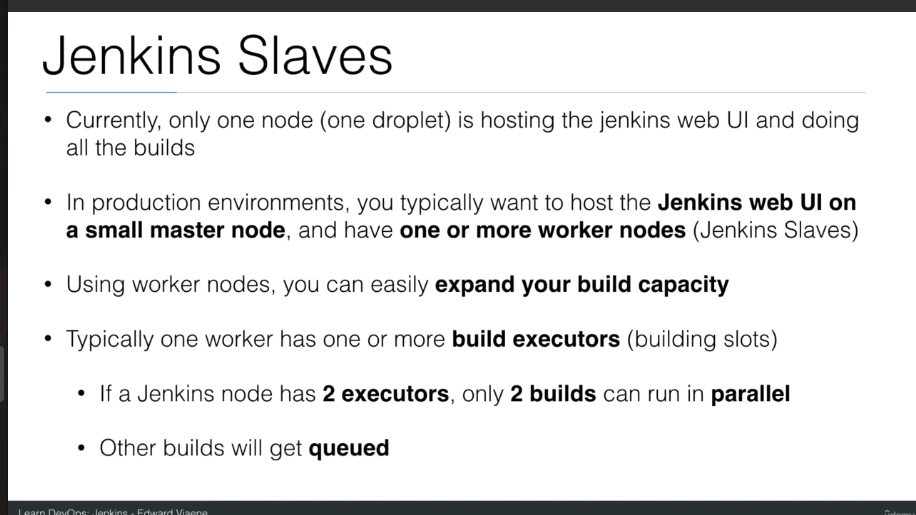 Jenkins Slaves
• Currently, only one node (one droplet) is hosting the jenkins web UI and doing
all the builds
• In production environments, you typically want to host the Jenkins web UI on
a small master node, and have one or more worker nodes (Jenkins Slaves)
• Using worker nodes, you can easily expand your build capacity
• Typically one worker has one or more build executors (building slots)
• If a Jenkins node has 2 executors, only 2 builds can run in parallel
• Other builds will get queued
Learn DevOps: Jenkins - Edward Viaene